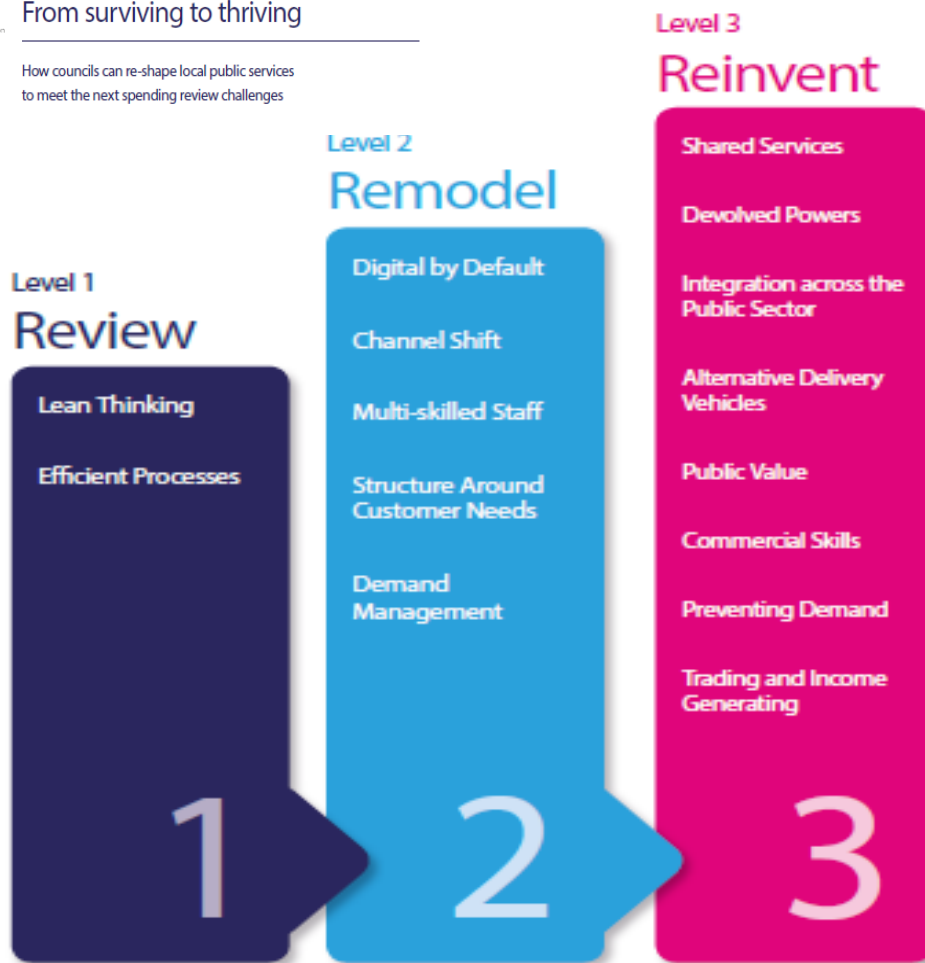 From surviving to thriving
How councils can re-shape local public services
to meet the next spending review challenges
Level 1
Review
Lean Thinking
Efficient Processes
1
Level 2
Remodel
Digital by Default
Channel Shift
Multi-skilled Staff
Structure Around
Customer Needs
Demand
Management
2
Level 3
Reinvent
Shared Services
Devolved Powers
Integration across the
Public Sector
Alternative Delivery
Vehicles
Public Value
Commercial Skills
Preventing Demand
Trading and Income
Generating
3